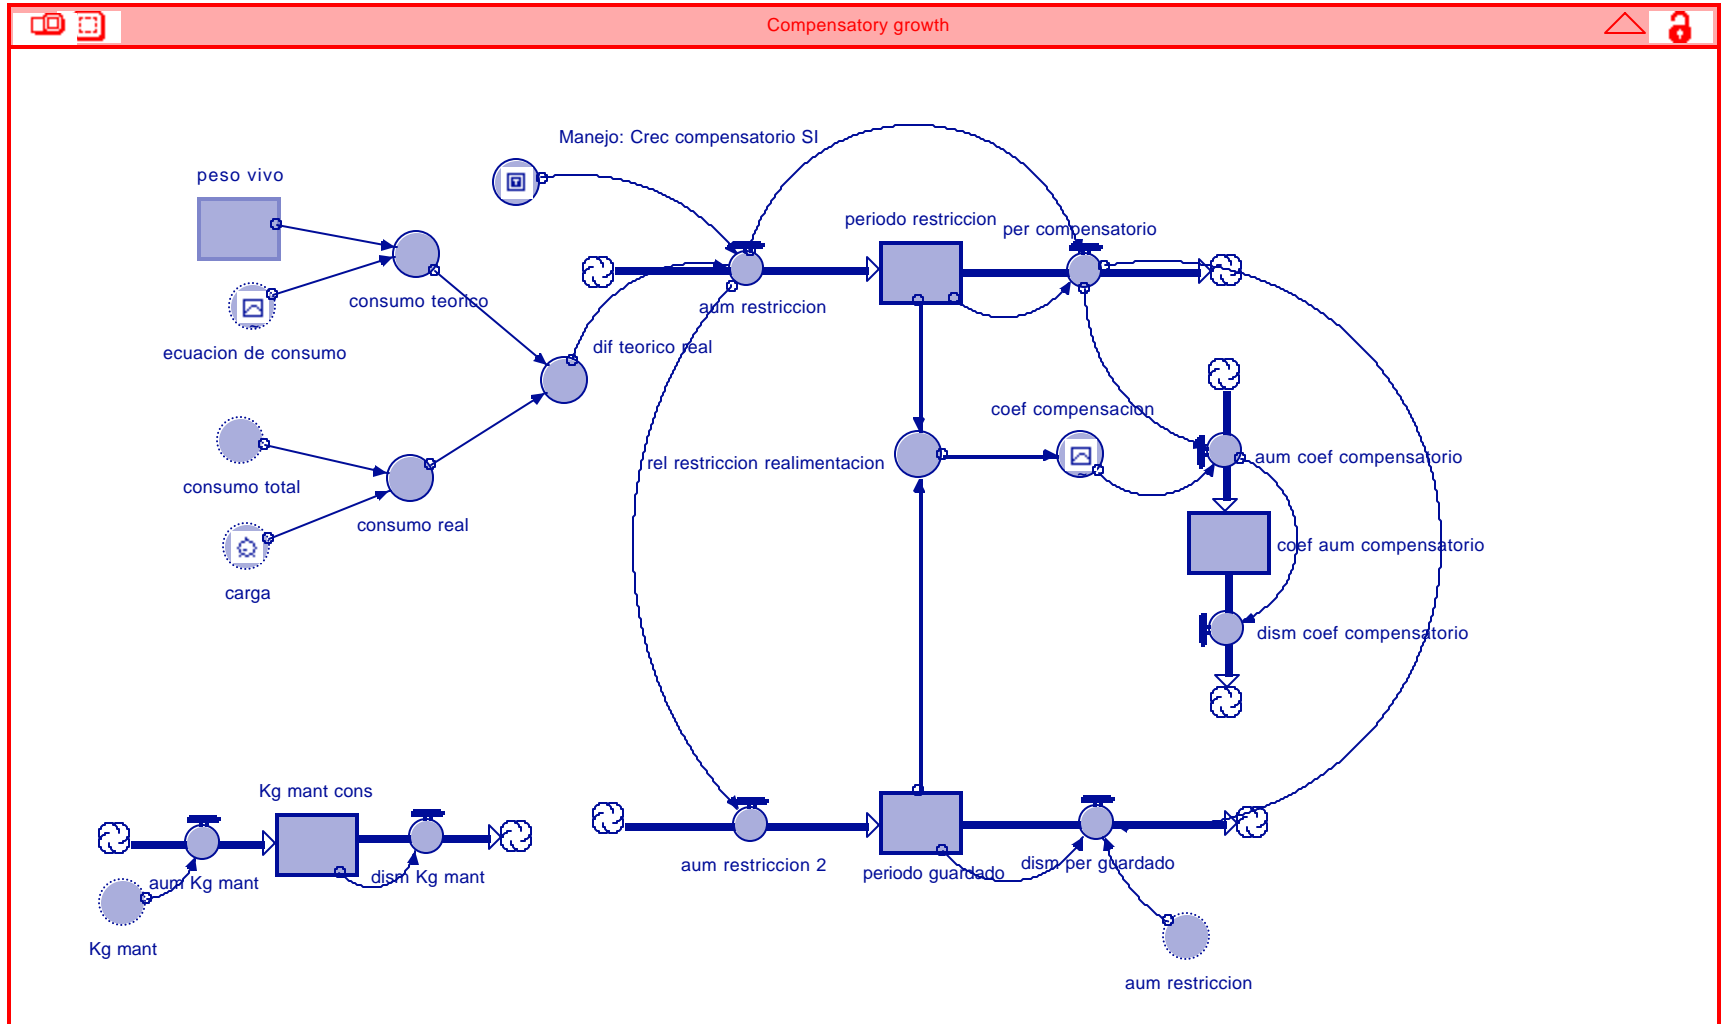 Compensatory growth
Manejo: Crec compensatorio SI
peso vivo
periodo restriccion
per compensatorio
consumo teorico
aum restriccion
ecuacion de consumo
dif teorico real
coef compensacion
rel restriccion realimentacion
aum coef compensatorio
consumo total
consumo real
coef aum compensatorio
carga
dism coef compensatorio
Kg mant cons
aum restriccion 2
periodo guardado
dism per guardado
aum Kg mant
dism Kg mant
Kg mant
aum restriccion